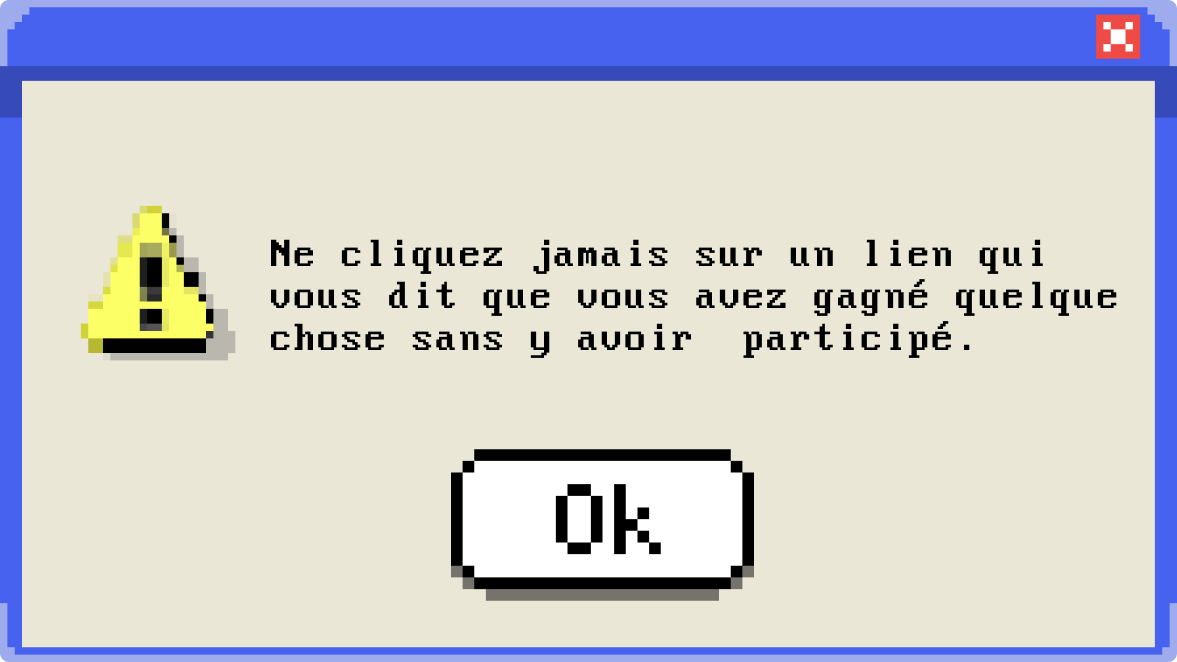 Ne cliquez jamais sur un lien qui
vous dit que vous avez gagné quelque
chose sans y avoir  participé.
Ok